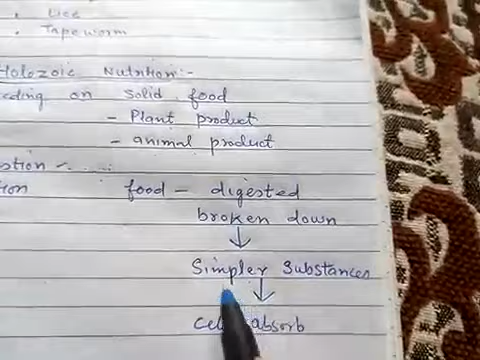 • Lice
• Tapeworm
Holozoic Nutrition:-
eding on solid food
- Plant product
- animal product
stion -
tion food - digested
broken down
↓
Simpler Substances
↓
absorb